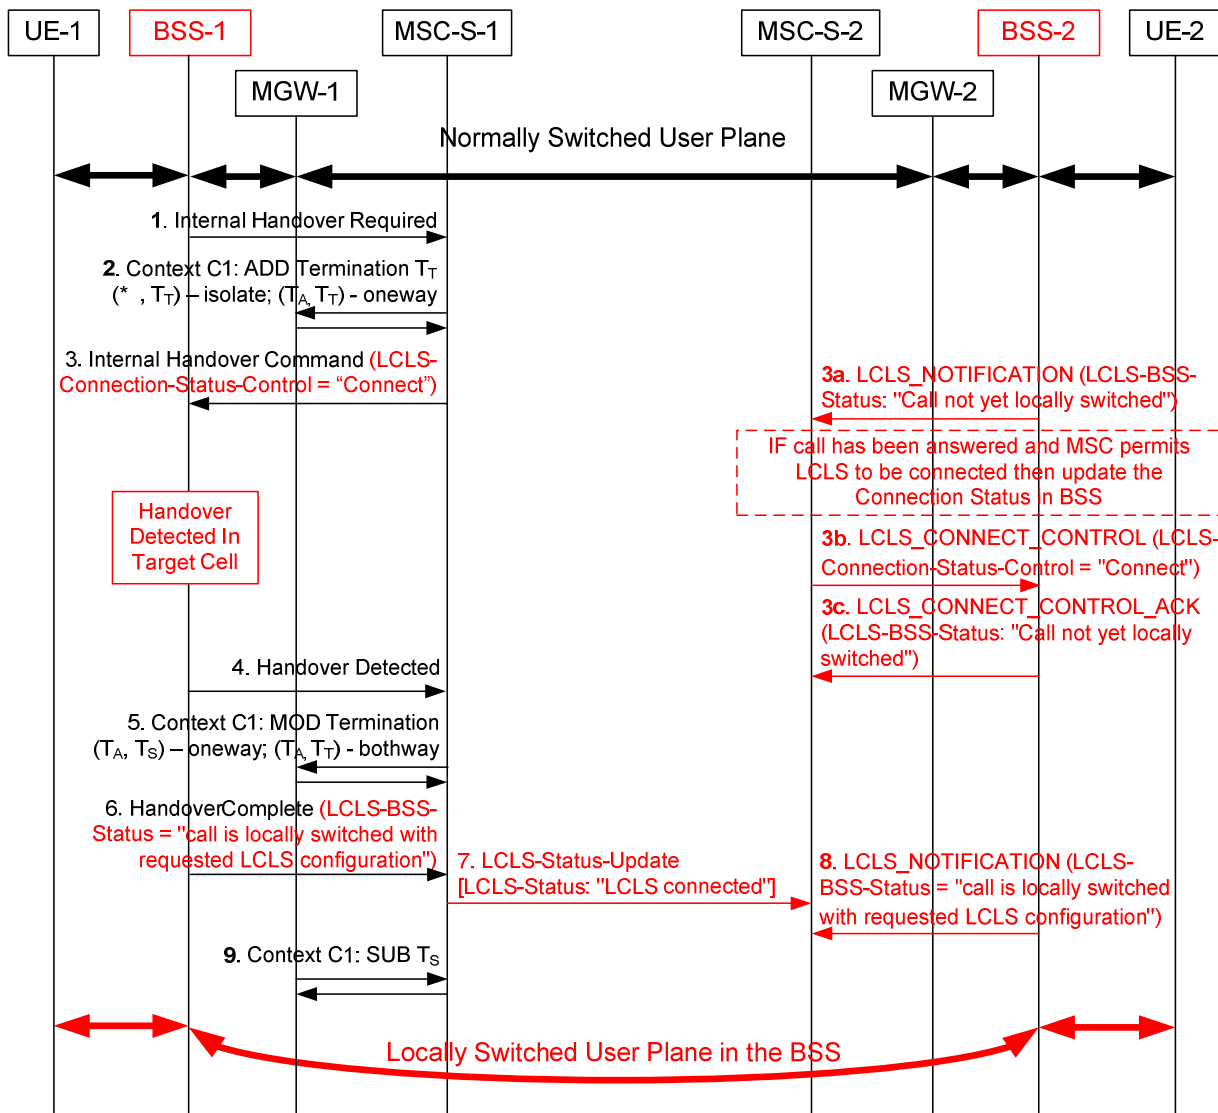 UE-1
BSS-1
MSC-S-1
MSC-S-2
BSS-2
UE-2
MGW-1
MGW-2
Normally Switched User Plane
1. Internal Handover Required
2. Context C1: ADD Termination TT
(* , TT) – isolate; (TA, TT) - oneway
3. Internal Handover Command (LCLS-
Connection-Status-Control = “Connect”)
3a. LCLS_NOTIFICATION (LCLS-BSS-
Status: "Call not yet locally switched")
IF call has been answered and MSC permits
LCLS to be connected then update the
Connection Status in BSS
Handover
Detected In
Target Cell
3b. LCLS_CONNECT_CONTROL (LCLS-
Connection-Status-Control = "Connect")
3c. LCLS_CONNECT_CONTROL_ACK
(LCLS-BSS-Status: "Call not yet locally
switched")
4. Handover Detected
5. Context C1: MOD Termination
(TA, TS) – oneway; (TA, TT) - bothway
6. HandoverComplete (LCLS-BSS-
Status = "call is locally switched with
requested LCLS configuration")
7. LCLS-Status-Update
[LCLS-Status: "LCLS connected"]
8. LCLS_NOTIFICATION (LCLS-
BSS-Status = "call is locally switched
with requested LCLS configuration")
9. Context C1: SUB TS
Locally Switched User Plane in the BSS